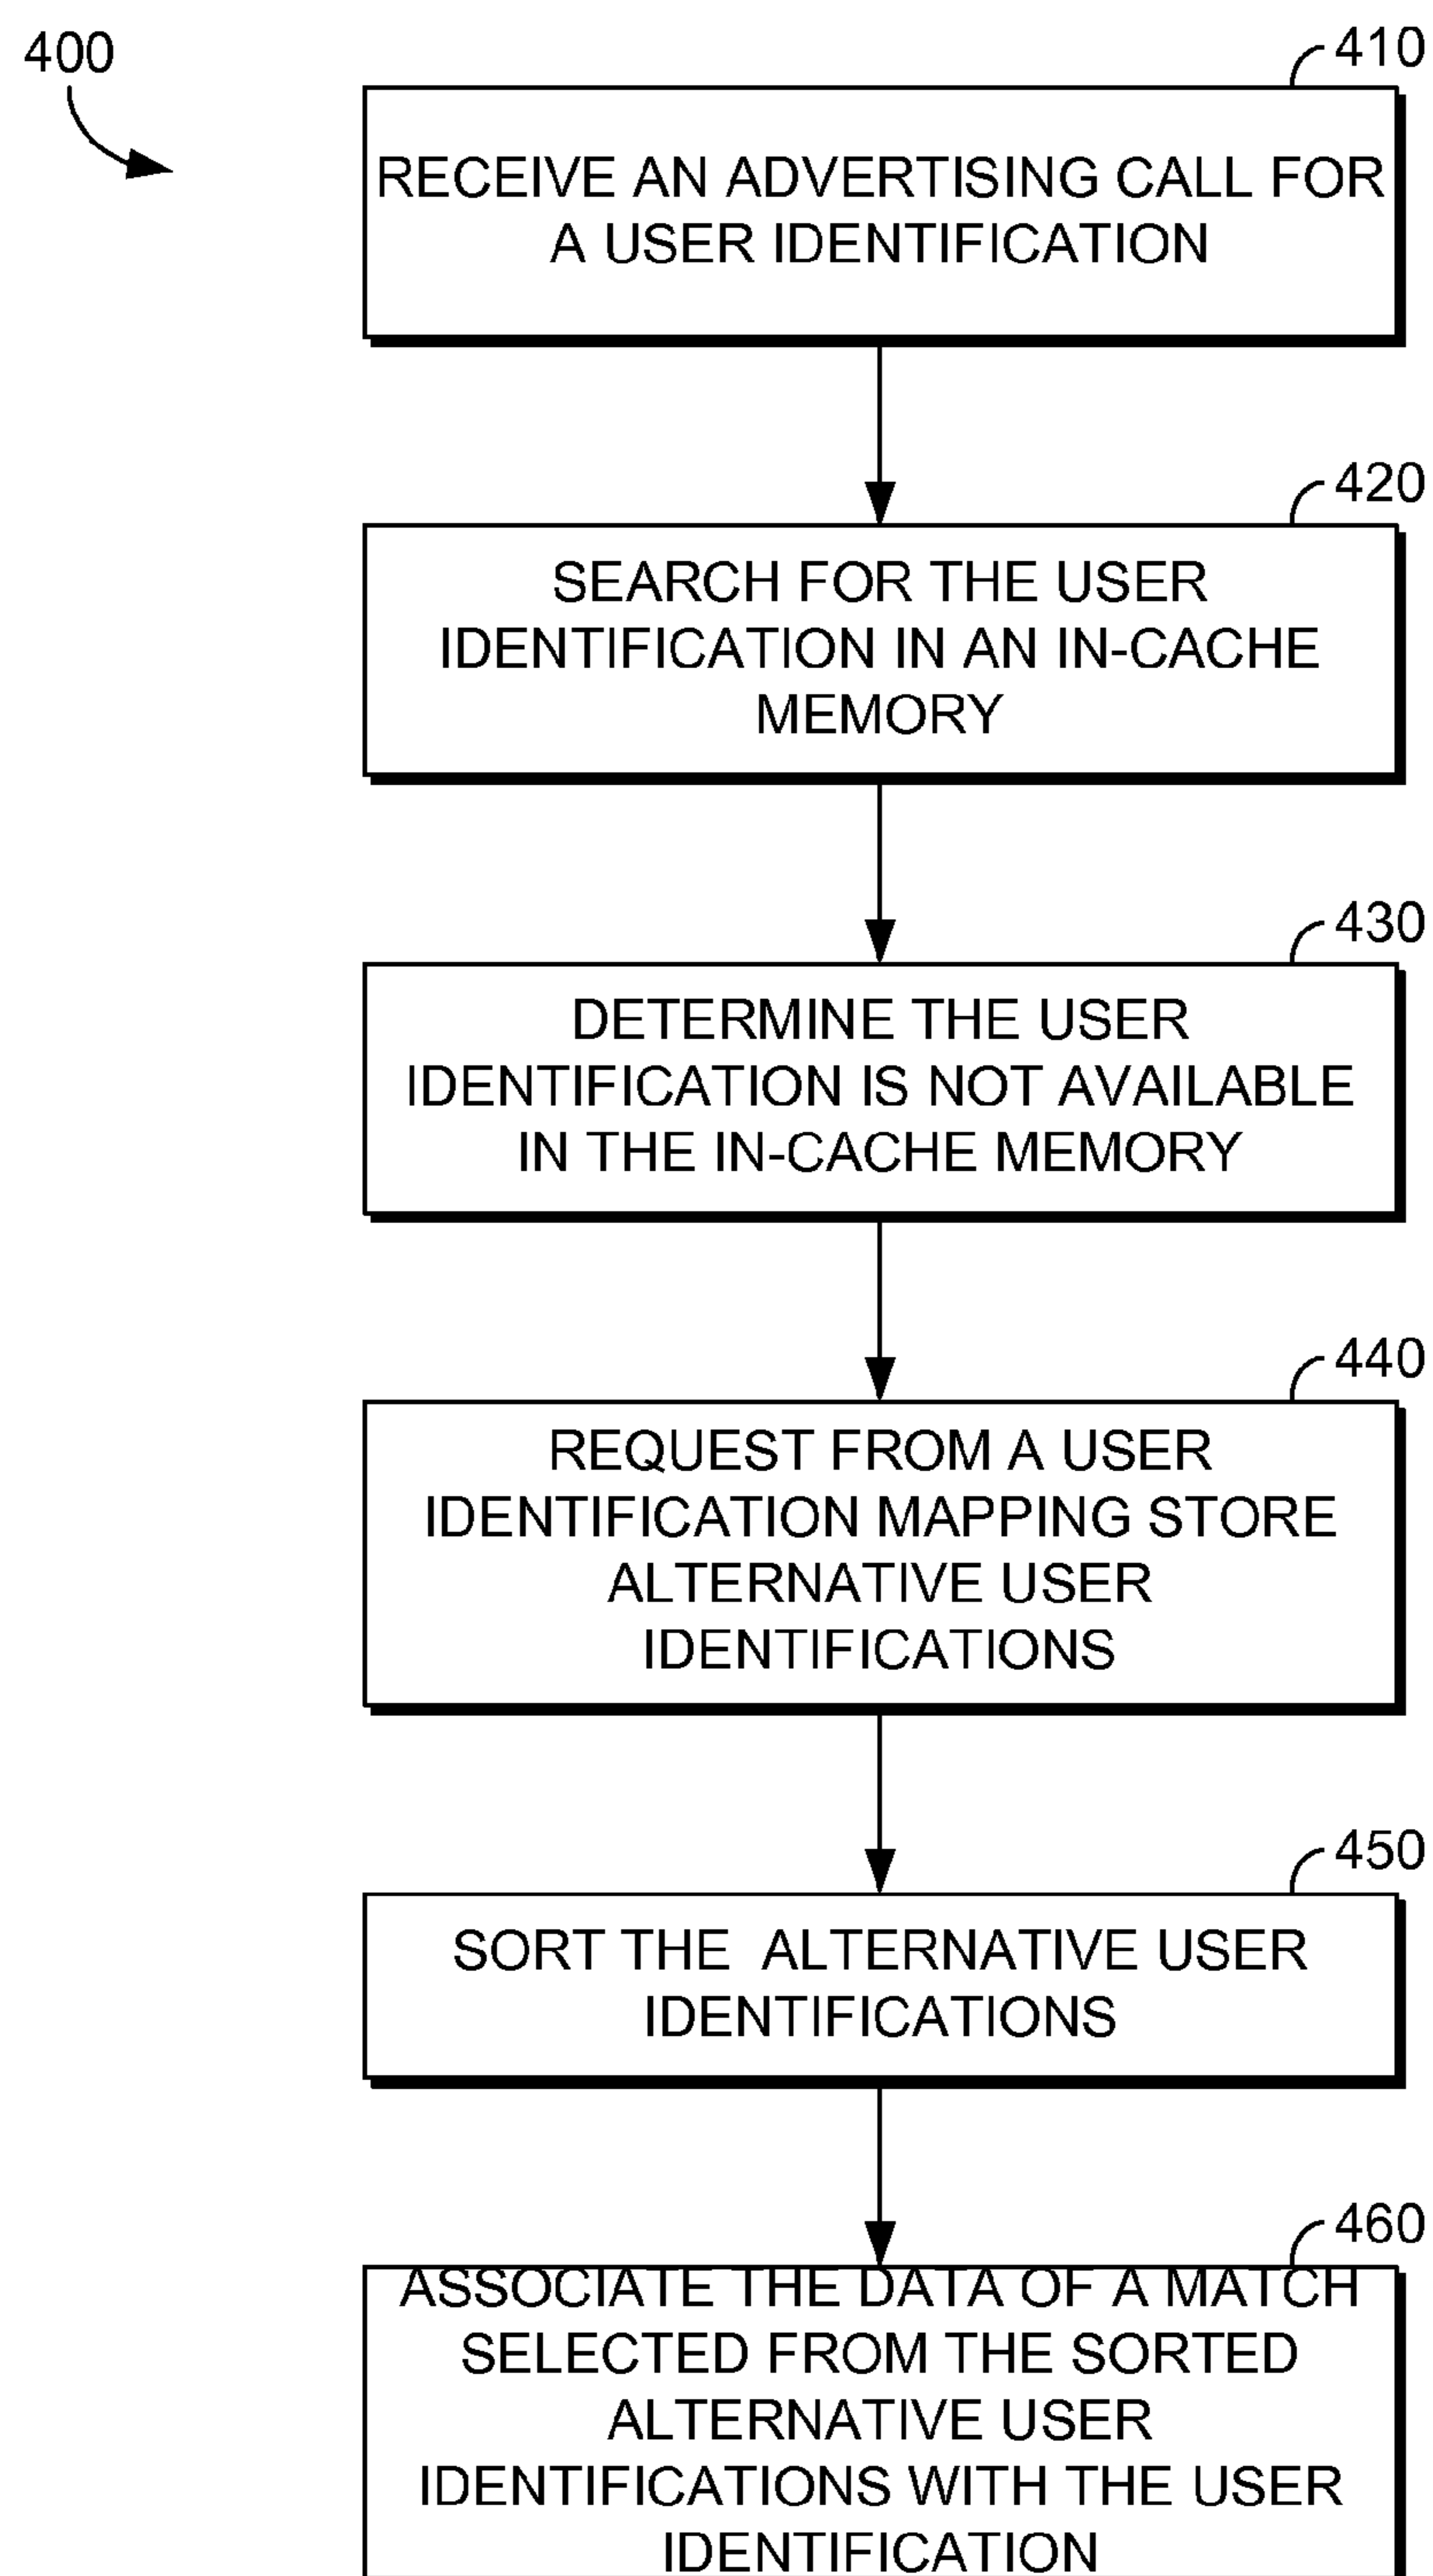 400
410
RECEIVE AN ADVERTISING CALL FOR
A USER IDENTIFICATION
420
SEARCH FOR THE USER
IDENTIFICATION IN AN IN-CACHE
MEMORY
430
DETERMINE THE USER
IDENTIFICATION IS NOT AVAILABLE
IN THE IN-CACHE MEMORY
440
REQUEST FROM A USER
IDENTIFICATION MAPPING STORE
ALTERNATIVE USER
IDENTIFICATIONS
450
SORT THE ALTERNATIVE USER
IDENTIFICATIONS
460
ASSOCIATE THE DATA OF A MATCH
SELECTED FROM THE SORTED
ALTERNATIVE USER
IDENTIFICATIONS WITH THE USER
IDENTIFICATION